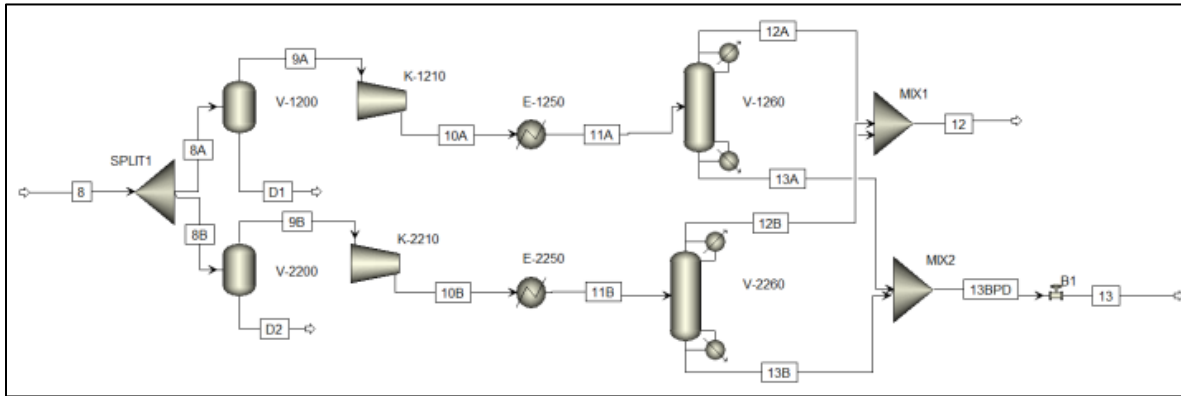 12A
9A
K-1210
V-1200
E-1250
V-1260
MIX1
10A
11A
12
8A
SPLIT1
D1
13A
8
9B
12B
8B
K-2210
V-2200
E-2250
V-2260
MIX2
10B
11B
13BPD
B1
13
D2
13B